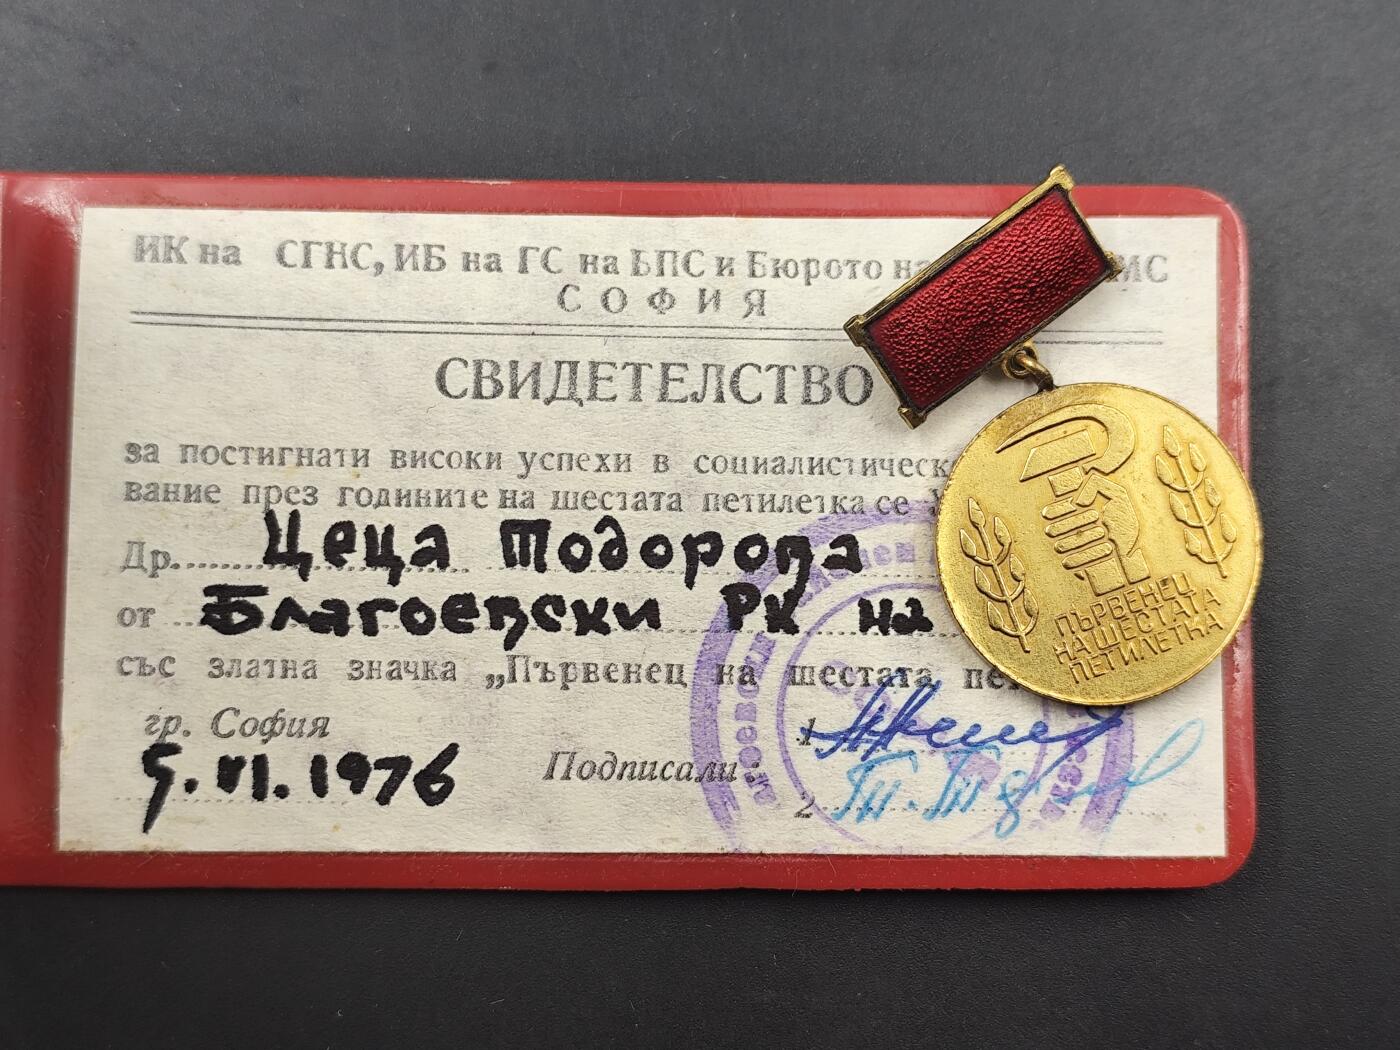 ИК на СГНС, ИБ на ГС на БПС и Бюрото на МС
СОФИЯ
СВИДЕТЕЛСТВО
за постигнати високи успехи в социалистическ
вание през годините на шестата петилетка се
Др. Цеца Тодорова
от Благоевски РК на
със златна значка „Първенец на шестата пе
гр. София
5.VI.1976
Подписали:
1
2
ПЪРВЕНЕЦ
НА ШЕСТАТА
ПЕТИЛЕТКА